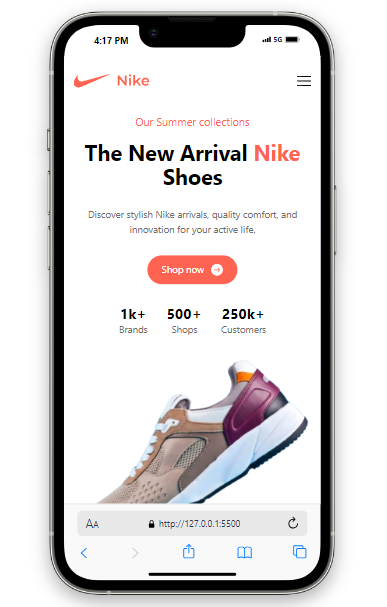 4:17 PM
5G
Nike
Our Summer collections
The New Arrival Nike
Shoes
Discover stylish Nike arrivals, quality comfort, and
innovation for your active life.
Shop now
1k+ 500+ 250k+
Brands Shops Customers
AA http://127.0.0.1:5500